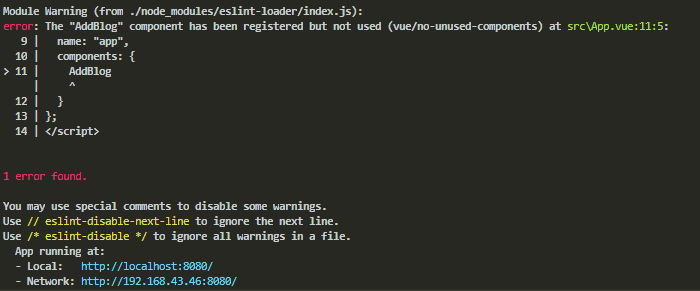 Module Warning (from ./node_modules/eslint-loader/index.js):
error: The "AddBlog" component has been registered but not used (vue/no-unused-components) at src\App.vue:11:5:
   9 |   name: "app",
  10 |   components: {
> 11 |     AddBlog
     |     ^
  12 |   }
  13 | };
  14 | </script>
1 error found.
You may use special comments to disable some warnings.
Use // eslint-disable-next-line to ignore the next line.
Use /* eslint-disable */ to ignore all warnings in a file.
  App running at:
  - Local:   http://localhost:8080/
  - Network: http://192.168.43.46:8080/